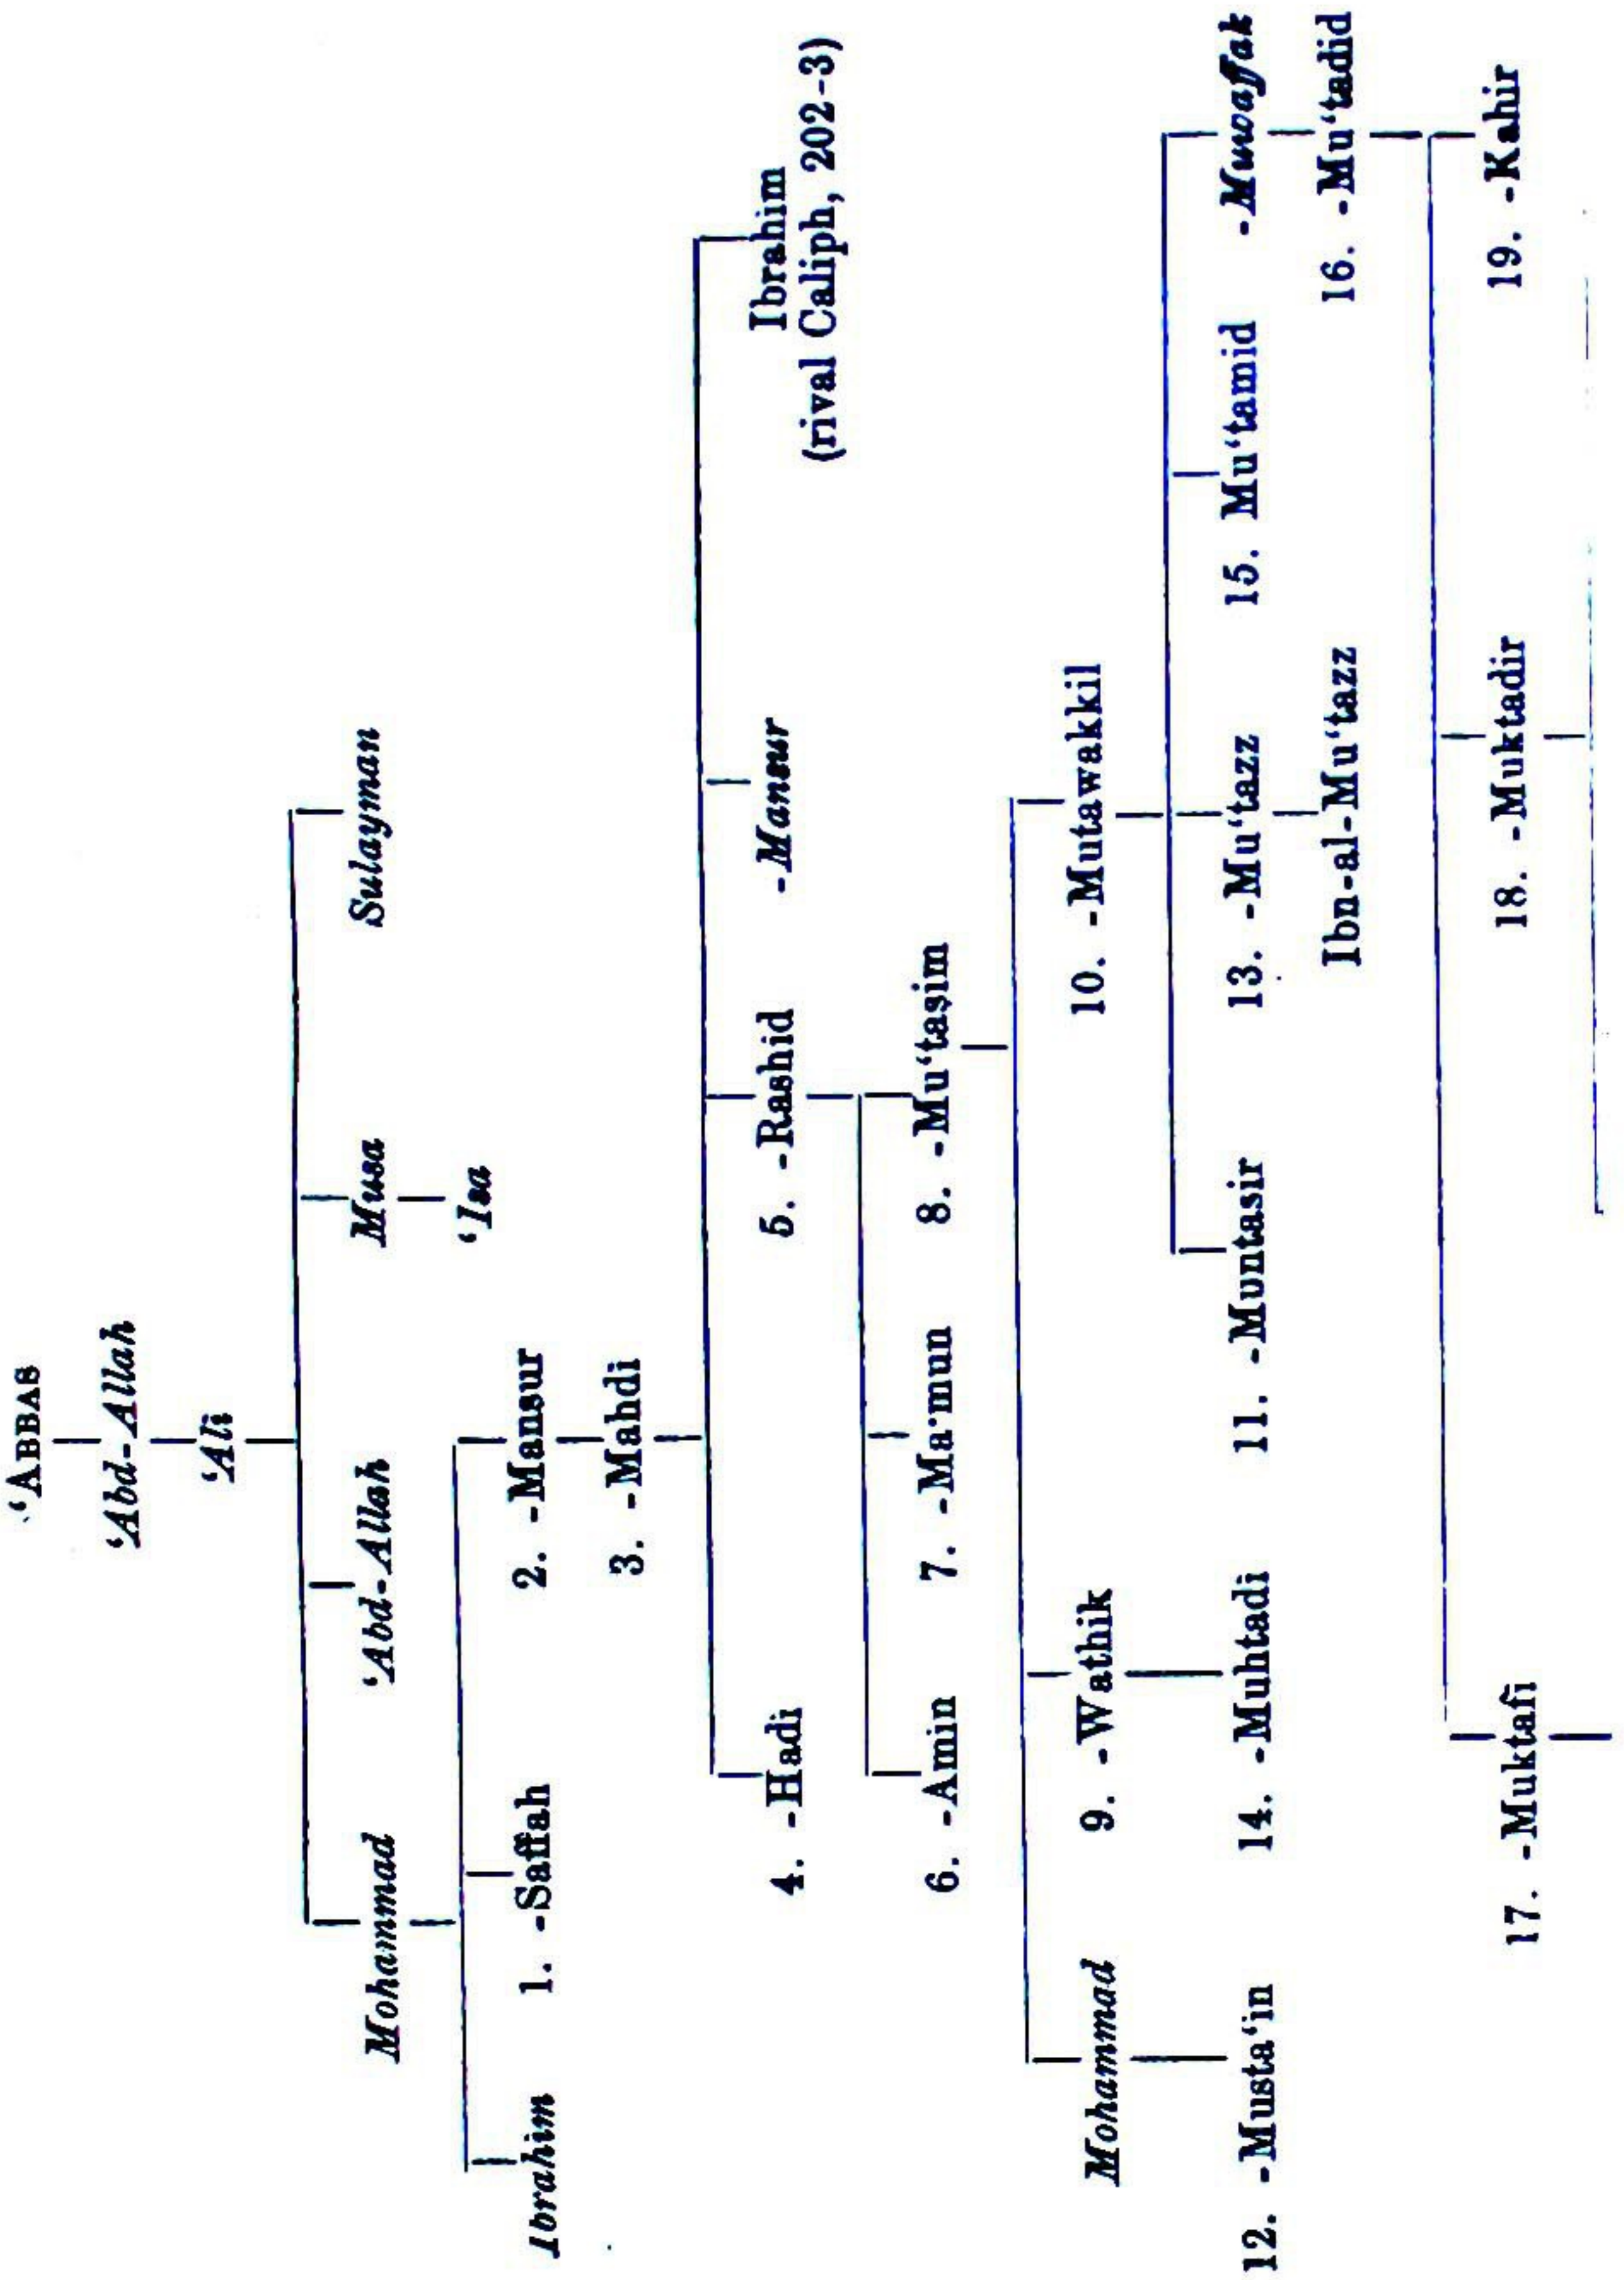 ‘ABBAS
‘Abd-Allah
‘Ali
Mohammad ‘Abd-Allah Musa Sulayman
‘Isa
Ibrahim 1. -Saffah 2. -Manṣur
3. -Mahdi
4. -Hadi 5. -Rashid -Mansur Ibrahim
(rival Caliph, 202-3)
6. -Amin 7. -Ma’mun 8. -Mu‘taṣim
Mohammad 9. -Wathik 10. -Mutawakkil
12. -Musta‘in 14. -Muhtadi 11. -Muntasir 13. -Mu‘tazz 15. Mu‘tamid -Muwaffak
Ibn-al-Mu‘tazz 16. -Mu‘tadid
17. -Muktafi 18. -Muktadir 19. -Kahir